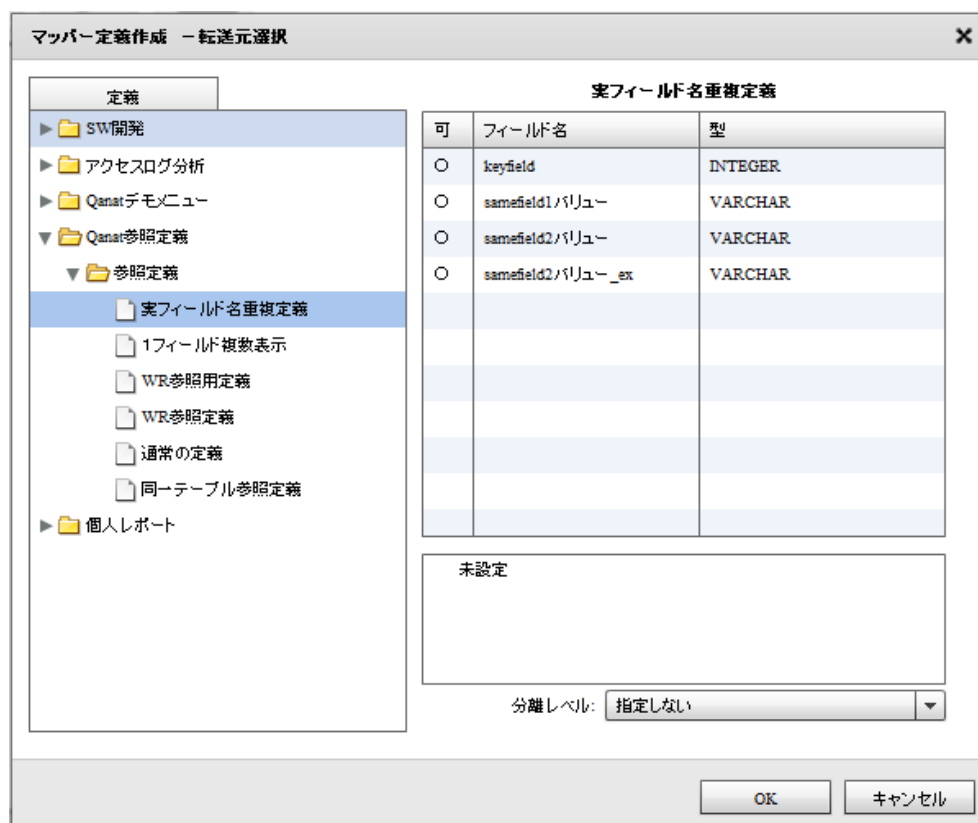 マッパー定義作成 －転送元選択
定義
SW開発
アクセスログ分析
Qanatデモメニュー
Qanat参照定義
参照定義
実フィールド名重複定義
1フィールド複数表示
WR参照用定義
WR参照定義
通常の定義
同一テーブル参照定義
個人レポート
実フィールド名重複定義
可 フィールド名 型
○ keyfield INTEGER
○ samefield1バリュー VARCHAR
○ samefield2バリュー VARCHAR
○ samefield2バリュー_ex VARCHAR
未設定
分離レベル: 指定しない
OK キャンセル